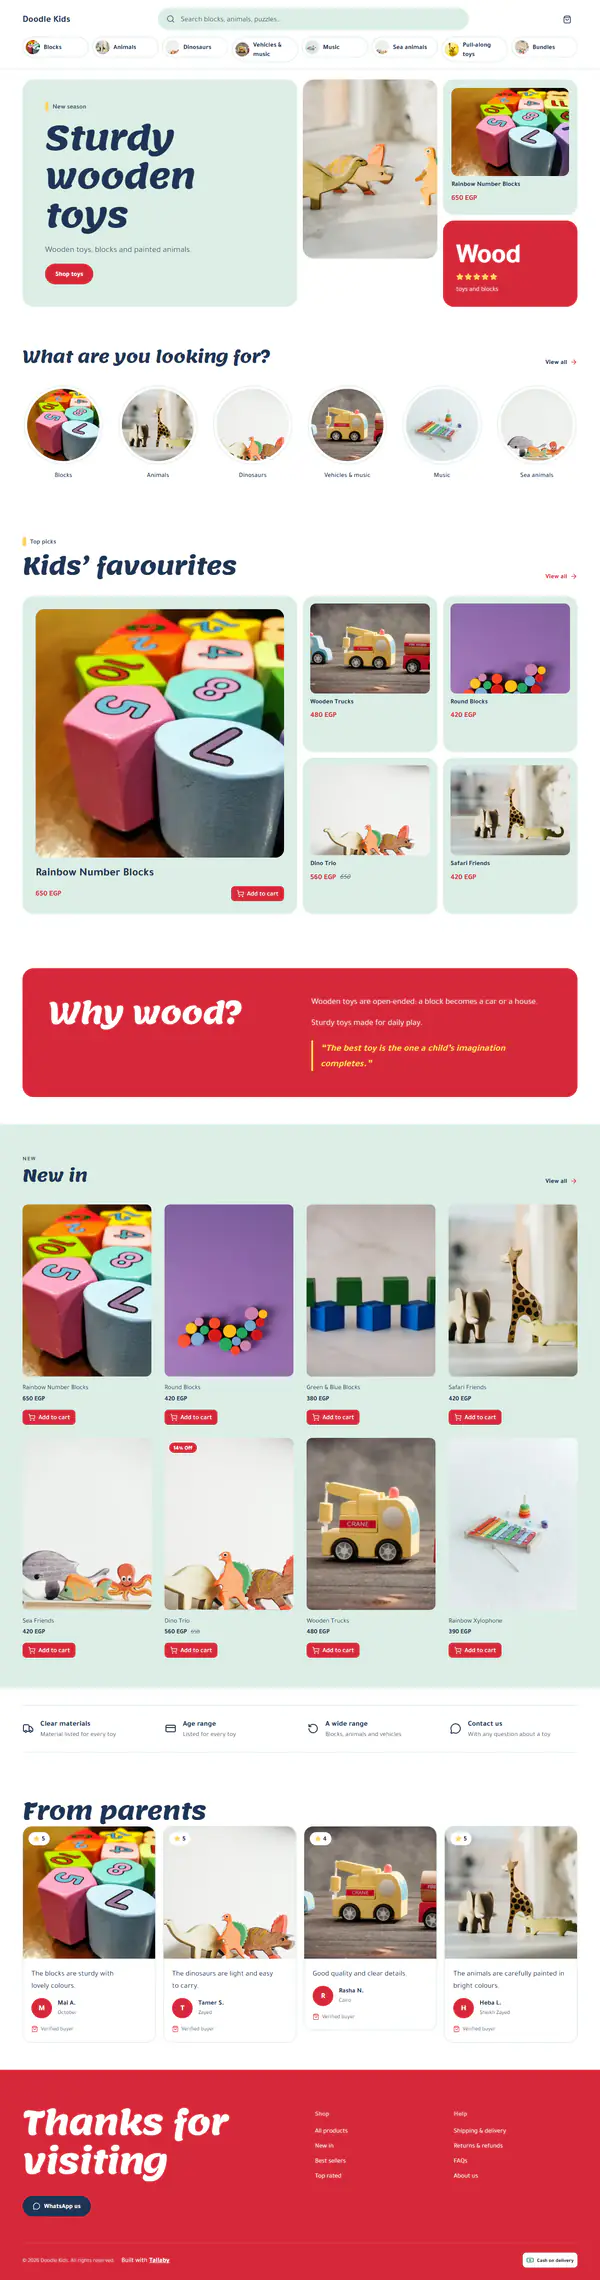 Doodle Kids
Search blocks, animals, puzzles..
Blocks
Animals
Dinosaurs
Vehicles & music
Music
Sea animals
Pull-along toys
Bundles
New season
Sturdy
wooden
toys
Wooden toys, blocks and painted animals.
Shop toys
Rainbow Number Blocks
650 EGP
Wood
toys and blocks
What are you looking for?
View all
Blocks
Animals
Dinosaurs
Vehicles & music
Music
Sea animals
Top picks
Kids' favourites
View all
Rainbow Number Blocks
650 EGP
Add to cart
Wooden Trucks
480 EGP
Round Blocks
420 EGP
Dino Trio
560 EGP 650
Safari Friends
420 EGP
Why wood?
Wooden toys are open-ended: a block becomes a car or a house.
Sturdy toys made for daily play.
"The best toy is the one a child's imagination
completes."
NEW
New in
View all
Rainbow Number Blocks
650 EGP
Add to cart
Round Blocks
420 EGP
Add to cart
Green & Blue Blocks
380 EGP
Add to cart
Safari Friends
420 EGP
Add to cart
Sea Friends
420 EGP
Add to cart
14% Off
Dino Trio
560 EGP 650
Add to cart
CRANE
Wooden Trucks
480 EGP
Add to cart
Rainbow Xylophone
390 EGP
Add to cart
Clear materials
Material listed for every toy
Age range
Listed for every toy
A wide range
Blocks, animals and vehicles
Contact us
With any question about a toy
From parents
5
The blocks are sturdy with
lovely colours.
M
Mai A.
October
Verified buyer
5
The dinosaurs are light and easy
to carry.
T
Tamer S.
Zayed
Verified buyer
4
CRANE
Good quality and clear details
R
Rasha N.
Cairo
Verified buyer
5
The animals are carefully painted in
bright colours.
H
Heba L.
Sheikh Zayed
Verified buyer
Thanks for
visiting
WhatsApp us
Shop
All products
New in
Best sellers
Top rated
Help
Shipping & delivery
Returns & refunds
FAQs
About us
© 2026 Doodle Kids. All rights reserved.
Built with Tailaby
Cash on delivery